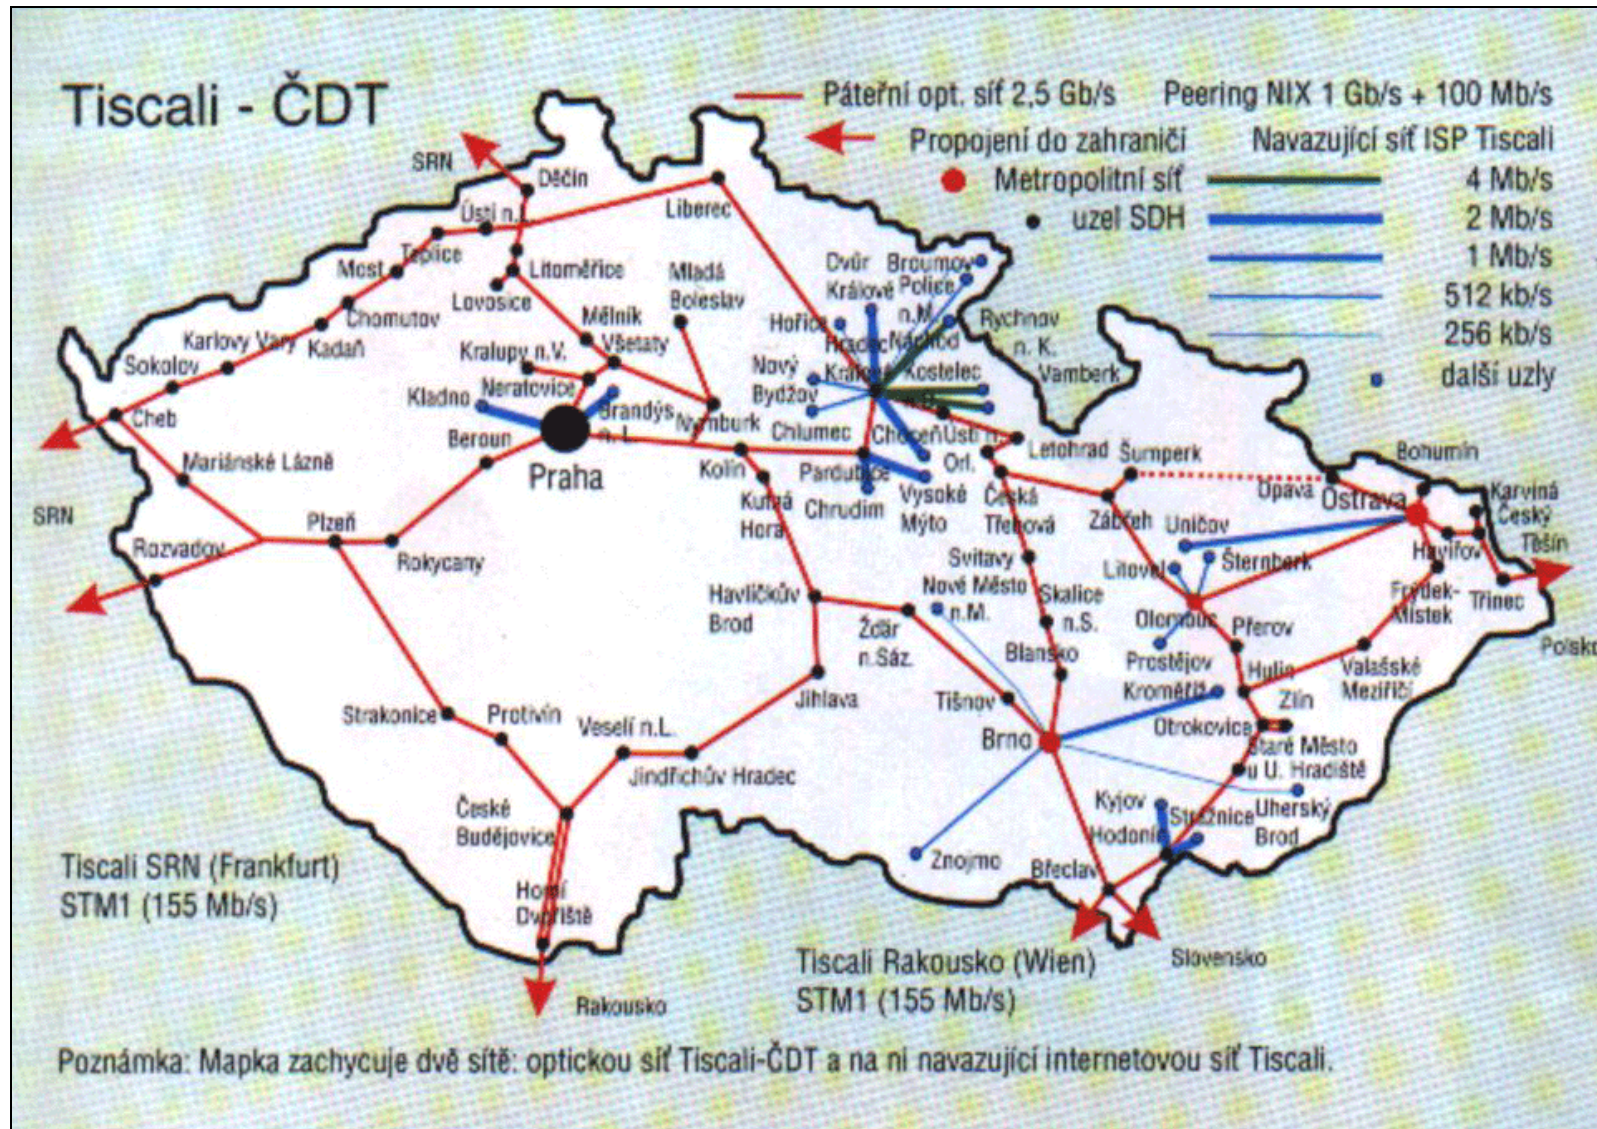 Tiscali - ČDT
Páteřní opt. síť 2,5 Gb/s
Peering NIX 1 Gb/s + 100 Mb/s
Propojení do zahraničí
Navazující síť ISP Tiscali
Metropolitní síť
4 Mb/s
uzel SDH
2 Mb/s
1 Mb/s
512 kb/s
256 kb/s
další uzly
SRN
Děčín
Ústí n.L.
Liberec
Teplice
Most
Litoměřice
Lovosice
Chomutov
Kadaň
Karlovy Vary
Sokolov
Cheb
Mladá
Boleslav
Mělník
Všetaty
Kralupy n.V.
Neratovice
Kladno
Brandýs
n. L.
Nymburk
Beroun
Praha
Kolín
Kutná
Hora
Dvůr
Králové
Broumov
Police
n.M.
Hořice
Náchod
Hradec
Králové
Rychnov
n. K.
Vamberk
Kostelec
n.O.
Nový
Bydžov
Chlumec
Choceň
Ústí n.
Orl.
Letohrad
Pardubice
Chrudim
Vysoké
Mýto
Česká
Třebová
Šumperk
Zábřeh
Opava
Ostrava
Bohumín
Karviná
Český
Těšín
Havířov
Třinec
Frýdek-
Místek
Polsko
Mariánské Lázně
SRN
Rozvadov
Plzeň
Rokycany
Uničov
Šternberk
Litovel
Olomouc
Svitavy
Nové Město
n.M.
Skalice
n.S.
Blansko
Havlíčkův
Brod
Žďár
n.Sáz.
Přerov
Prostějov
Hulín
Kroměříž
Valašské
Meziříčí
Zlín
Otrokovice
Staré Město
u U. Hradiště
Jihlava
Tišnov
Brno
Strakonice
Protivín
Veselí n.L.
Jindřichův Hradec
České
Budějovice
Kyjov
Strážnice
Hodonín
Uherský
Brod
Znojmo
Břeclav
Horní
Dvořiště
Tiscali SRN (Frankfurt)
STM1 (155 Mb/s)
Tiscali Rakousko (Wien)
STM1 (155 Mb/s)
Slovensko
Rakousko
Poznámka: Mapka zachycuje dvě sítě: optickou síť Tiscali-ČDT a na ni navazující internetovou síť Tiscali.